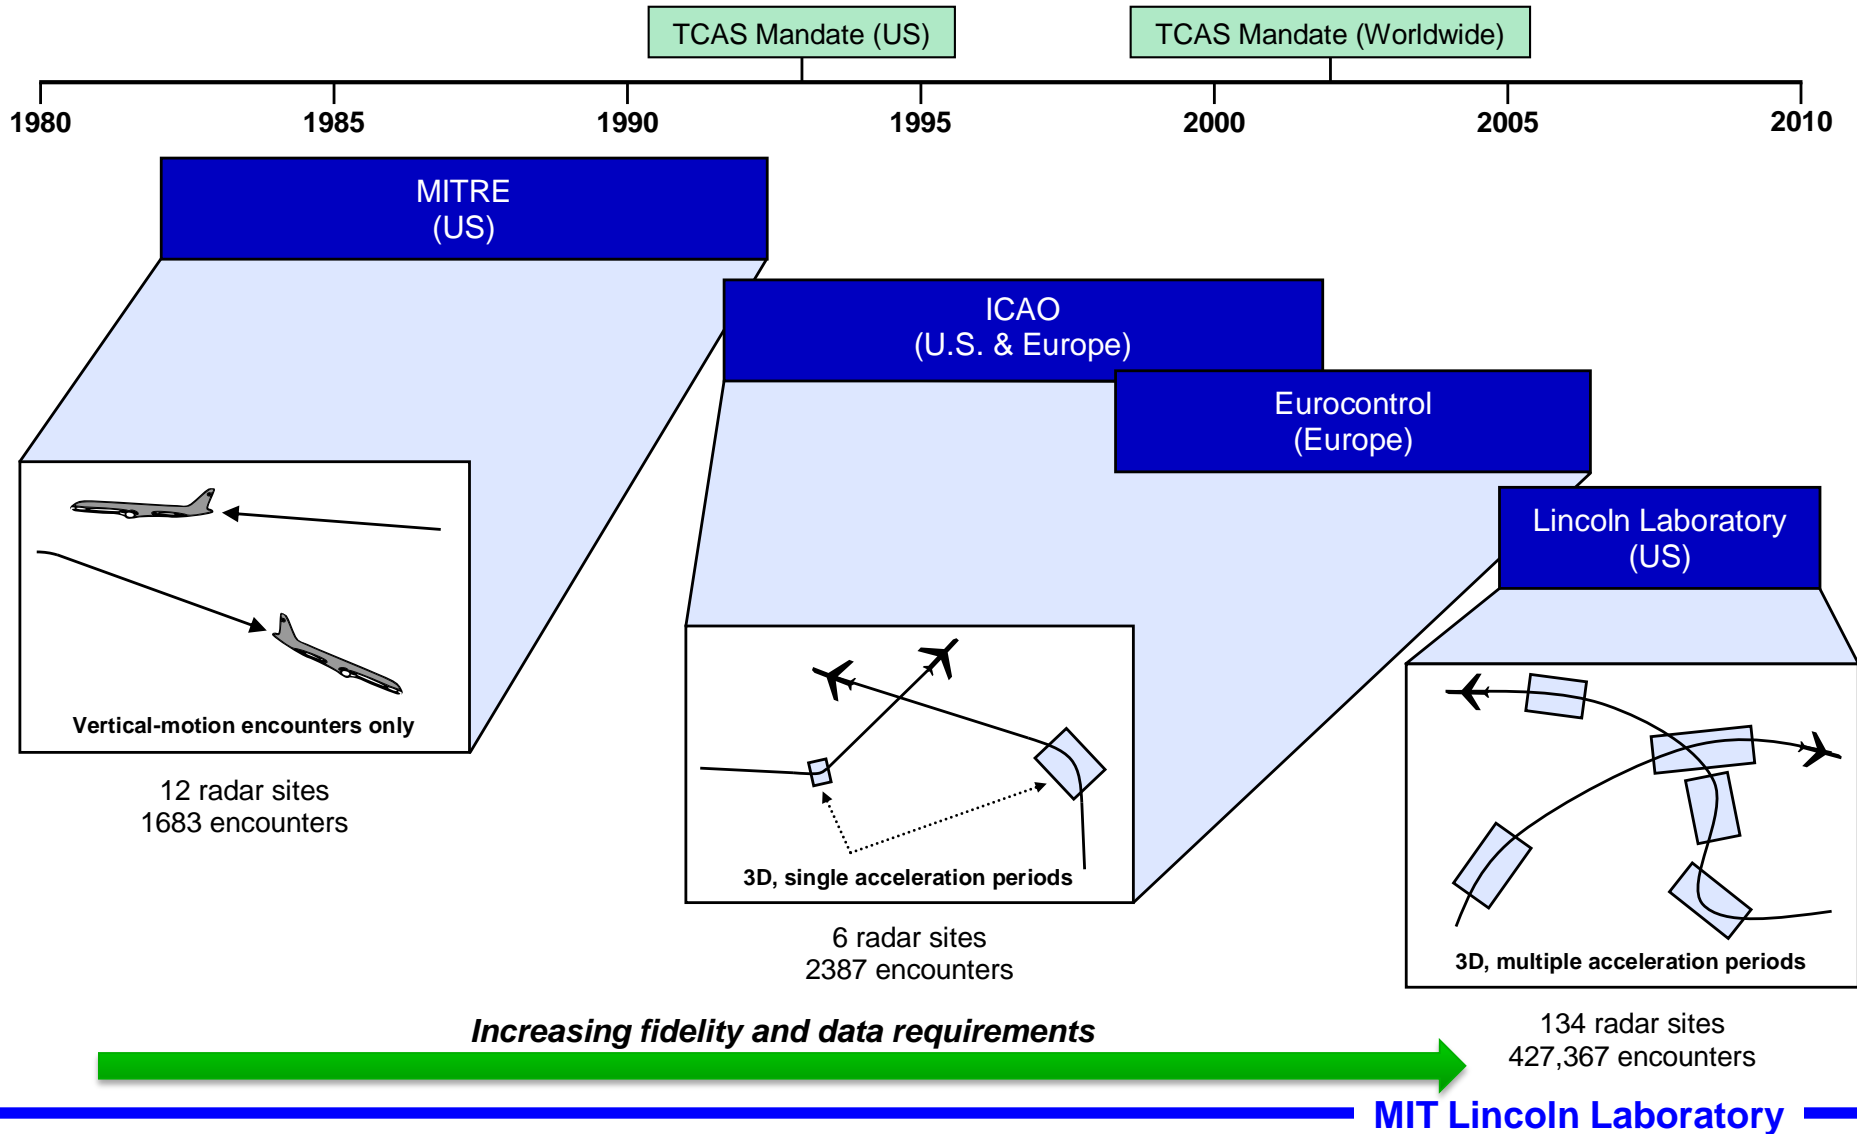 TCAS Mandate (US)
TCAS Mandate (Worldwide)
1980
1985
1990
1995
2000
2005
2010
MITRE
(US)
ICAO
(U.S. & Europe)
Eurocontrol
(Europe)
Lincoln Laboratory
(US)
Vertical-motion encounters only
12 radar sites
1683 encounters
3D, single acceleration periods
6 radar sites
2387 encounters
3D, multiple acceleration periods
134 radar sites
427,367 encounters
Increasing fidelity and data requirements
MIT Lincoln Laboratory